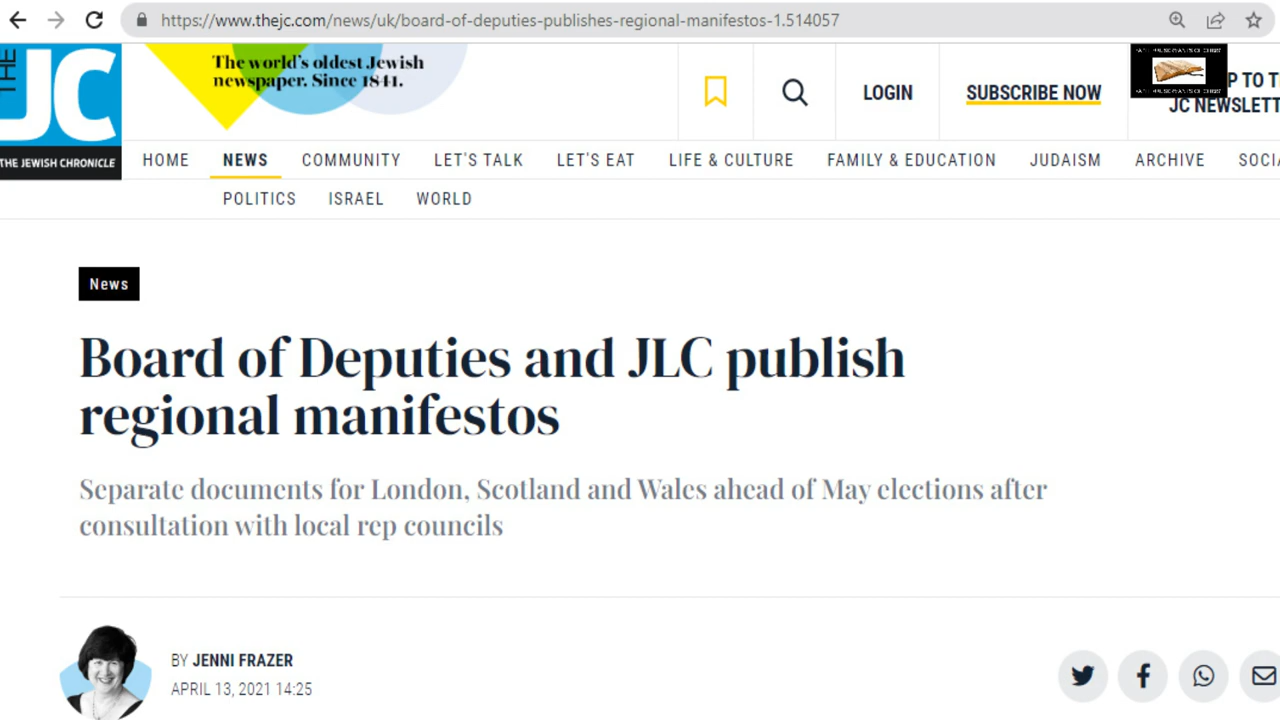 https://www.thejc.com/news/uk/board-of-deputies-publishes-regional-manifestos-1.514057
THE
JC
THE JEWISH CHRONICLE
The world's oldest Jewish
newspaper. Since 1841.
LOGIN
SUBSCRIBE NOW
P TO T
JC NEWSLETT
HOME NEWS COMMUNITY LET'S TALK LET'S EAT LIFE & CULTURE FAMILY & EDUCATION JUDAISM ARCHIVE SOCIA
POLITICS ISRAEL WORLD
News
Board of Deputies and JLC publish
regional manifestos
Separate documents for London, Scotland and Wales ahead of May elections after
consultation with local rep councils
BY JENNI FRAZER
APRIL 13, 2021 14:25